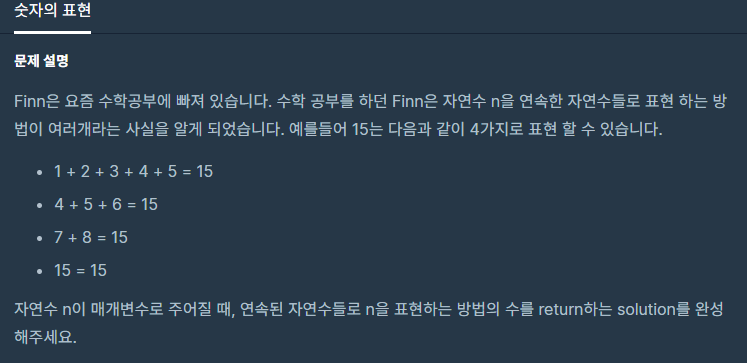 숫자의 표현
문제 설명
Finn은 요즘 수학공부에 빠져 있습니다. 수학 공부를 하던 Finn은 자연수 n을 연속한 자연수들로 표현 하는 방
법이 여러개라는 사실을 알게 되었습니다. 예를들어 15는 다음과 같이 4가지로 표현 할 수 있습니다.
• 1 + 2 + 3 + 4 + 5 = 15
• 4 + 5 + 6 = 15
• 7 + 8 = 15
• 15 = 15
자연수 n이 매개변수로 주어질 때, 연속된 자연수들로 n을 표현하는 방법의 수를 return하는 solution를 완성
해주세요.